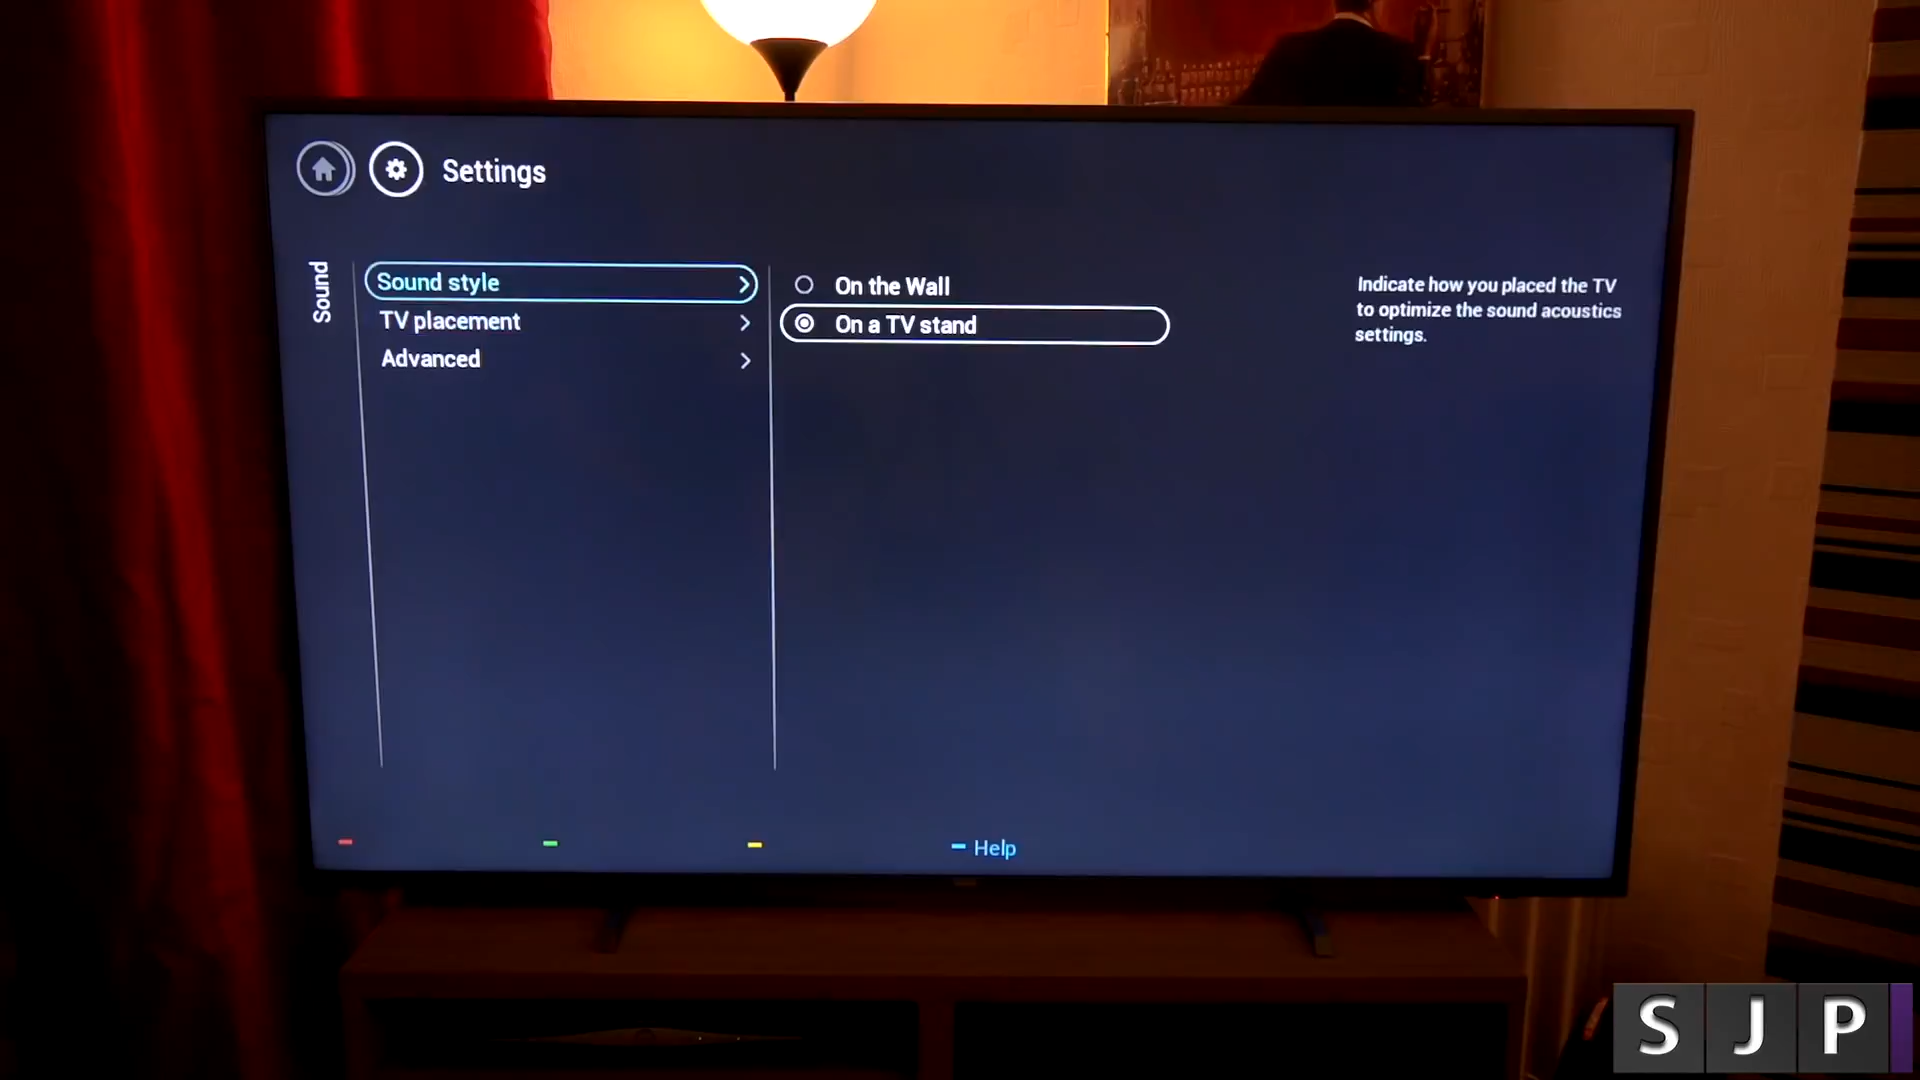 Settings
Sound
Sound style
TV placement
Advanced
On the Wall
On a TV stand
Indicate how you placed the TV
to optimize the sound acoustics
settings.
Help
SJP